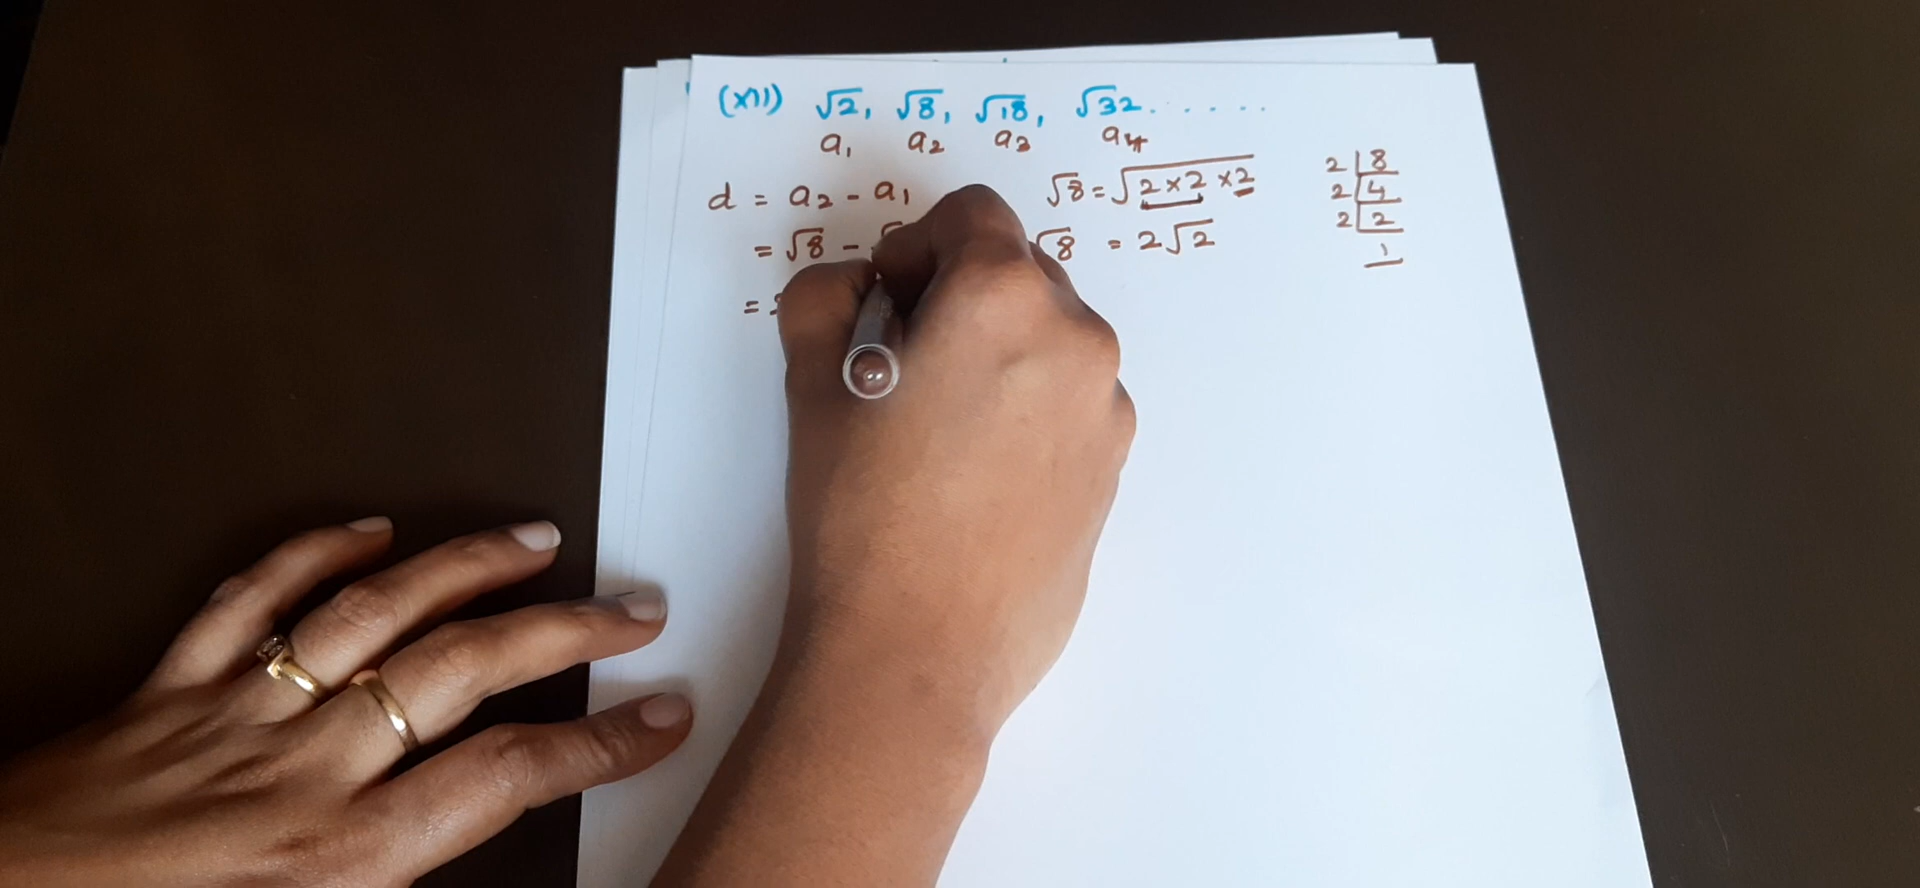 (xii) √2, √8, √18, √32......
a₁ a₂ a₃ a₄
d = a₂ - a₁
= √8 -
=
√8 = √2×2×2
√8 = 2√2
2 | 8
2 | 4
2 | 2
1